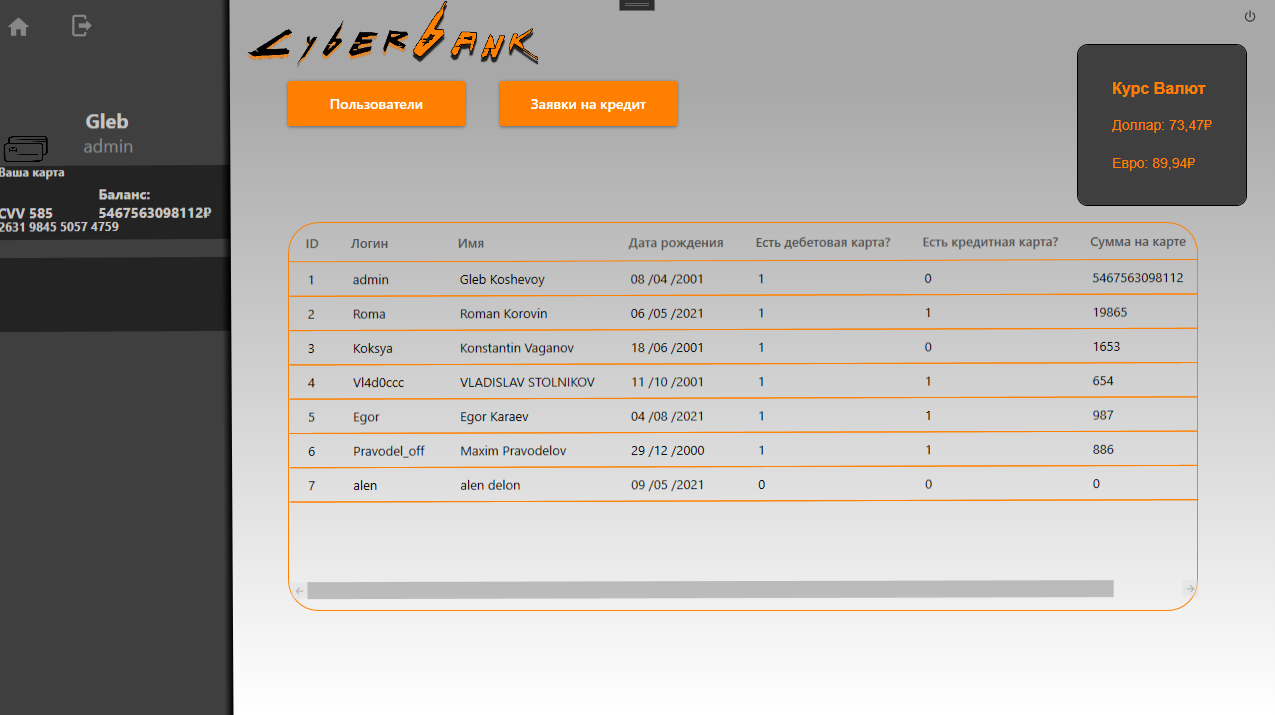 CyberBank
Пользователи
Заявки на кредит
Курс Валют
Доллар: 73,47₽
Евро: 89,94₽
Gleb
admin
Ваша карта
Баланс:
CVV 585 5467563098112₽
2631 9845 5057 4759
ID Логин Имя Дата рождения Есть дебетовая карта? Есть кредитная карта? Сумма на карте
1 admin Gleb Koshevoy 08 /04 /2001 1 0 5467563098112
2 Roma Roman Korovin 06 /05 /2021 1 1 19865
3 Koksya Konstantin Vaganov 18 /06 /2001 1 0 1653
4 Vl4d0ccc VLADISLAV STOLNIKOV 11 /10 /2001 1 1 654
5 Egor Egor Karaev 04 /08 /2021 1 1 987
6 Pravodel_off Maxim Pravodelov 29 /12 /2000 1 1 886
7 alen alen delon 09 /05 /2021 0 0 0